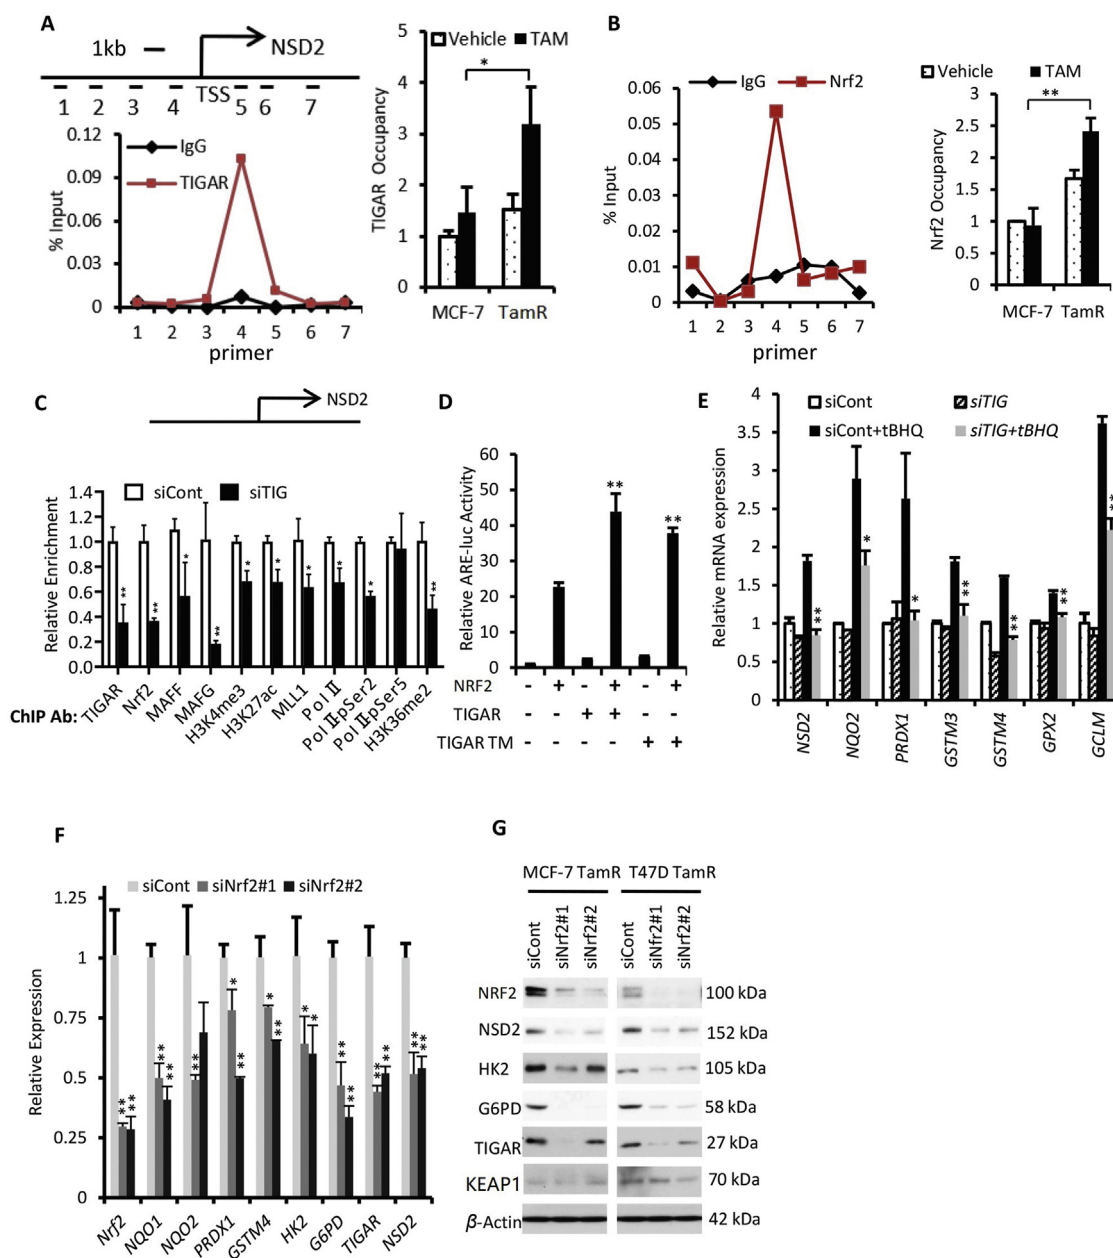 A
1kb
NSD2
TSS
1 2 3 4 5 6 7
0.12
0.09
0.06
0.03
0
% Input
IgG
TIGAR
1 2 3 4 5 6 7
primer
Vehicle TAM
5
4
3
2
1
0
TIGAR Occupancy
*
MCF-7 TamR
B
IgG Nrf2
0.06
0.05
0.04
0.03
0.02
0.01
0
% Input
1 2 3 4 5 6 7
primer
Vehicle TAM
3
2.5
2
1.5
1
0.5
0
Nrf2 Occupancy
**
MCF-7 TamR
C
NSD2
siCont siTIG
1.4
1.2
1.0
0.8
0.6
0.4
0.2
0.0
Relative Enrichment
** ** * ** * * * * * **
ChIP Ab: TIGAR Nrf2 MAFF MAFG H3K4me3 H3K27ac MLL1 Pol II Pol II-pSer2 Pol II-pSer5 H3K36me2
D
60
50
40
30
20
10
0
Relative ARE-luc Activity
** **
NRF2 - + - + - +
TIGAR - - + + - -
TIGAR TM - - - - + +
E
siCont siTIG
siCont+tBHQ siTIG+tBHQ
4
3.5
3
2.5
2
1.5
1
0.5
0
Relative mRNA expression
** * * ** ** ** **
NSD2 NQO2 PRDX1 GSTM3 GSTM4 GPX2 GCLM
F
siCont siNrf2#1 siNrf2#2
1.25
1
0.75
0.5
0.25
0
Relative Expression
** ** ** ** ** * ** * ** * * ** ** ** ** ** **
Nrf2 NQO1 NQO2 PRDX1 GSTM4 HK2 G6PD TIGAR NSD2
G
MCF-7 TamR T47D TamR
siCont siNrf2#1 siNrf2#2 siCont siNfr2#1 siNrf2#2
NRF2 100 kDa
NSD2 152 kDa
HK2 105 kDa
G6PD 58 kDa
TIGAR 27 kDa
KEAP1 70 kDa
β-Actin 42 kDa